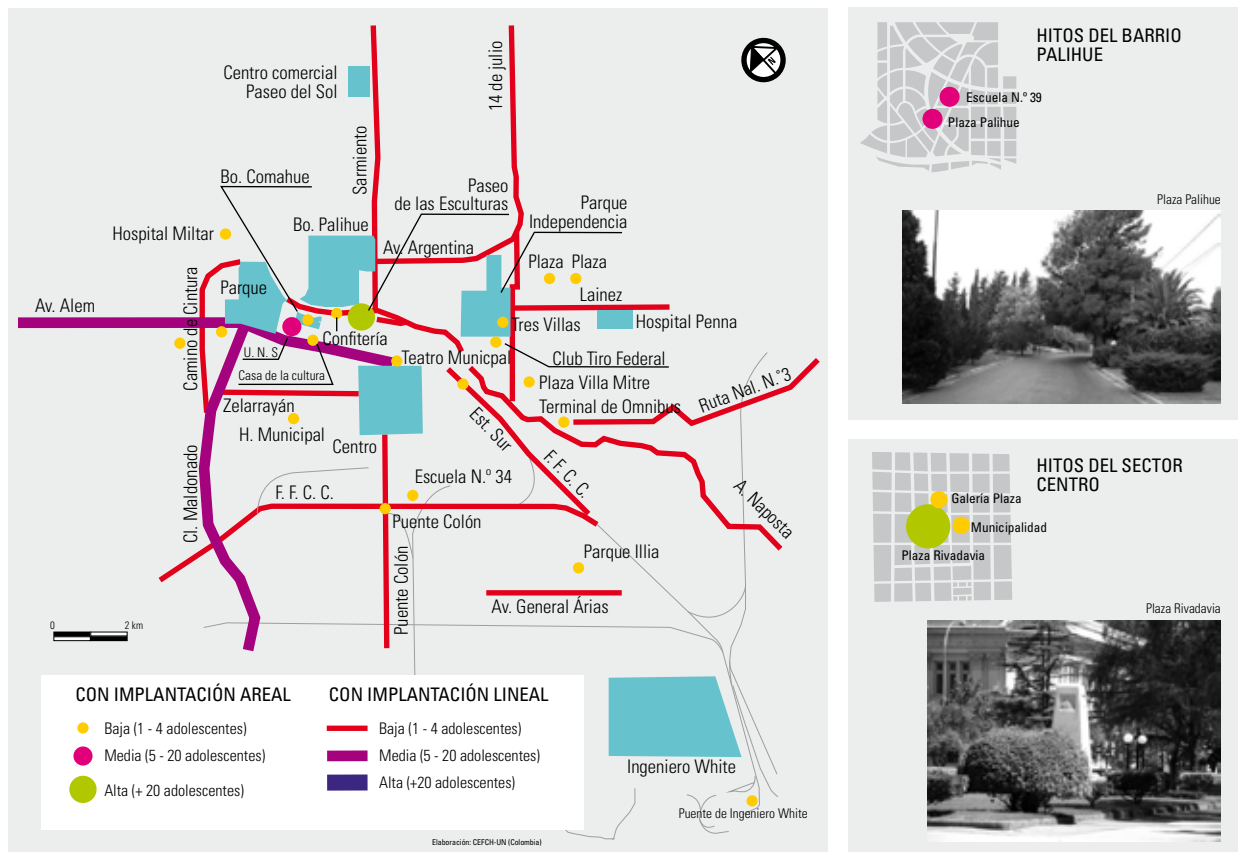 Centro comercial
Paseo del Sol
Sarmiento
14 de julio
N
Bo. Comahue
Paseo
de las Esculturas
Parque
Independencia
Hospital Miltar
Bo. Palihue
Av. Argentina
Plaza
Plaza
Camino de Cintura
Parque
Lainez
Av. Alem
Tres Villas
Hospital Penna
Confitería
U. N. S
Casa de la cultura
Teatro Municpal
Club Tiro Federal
Plaza Villa Mitre
Zelarrayán
Terminal de Omnibus
Ruta Nal. N.°3
H. Municipal
Centro
Est. Sur
F. F. C. C.
Cl. Maldonado
Escuela N.° 34
F. F. C. C.
Puente Colón
A. Naposta
Parque Illia
Puente Colón
Av. General Árias
0
2 km
CON IMPLANTACIÓN AREAL
Baja (1 - 4 adolescentes)
Media (5 - 20 adolescentes)
Alta (+ 20 adolescentes)
CON IMPLANTACIÓN LINEAL
Baja (1 - 4 adolescentes)
Media (5 - 20 adolescentes)
Alta (+20 adolescentes)
Ingeniero White
Puente de Ingeniero White
Elaboración: CEFCH-UN (Colombia)
HITOS DEL BARRIO
PALIHUE
Escuela N.° 39
Plaza Palihue
Plaza Palihue
HITOS DEL SECTOR
CENTRO
Galería Plaza
Municipalidad
Plaza Rivadavia
Plaza Rivadavia